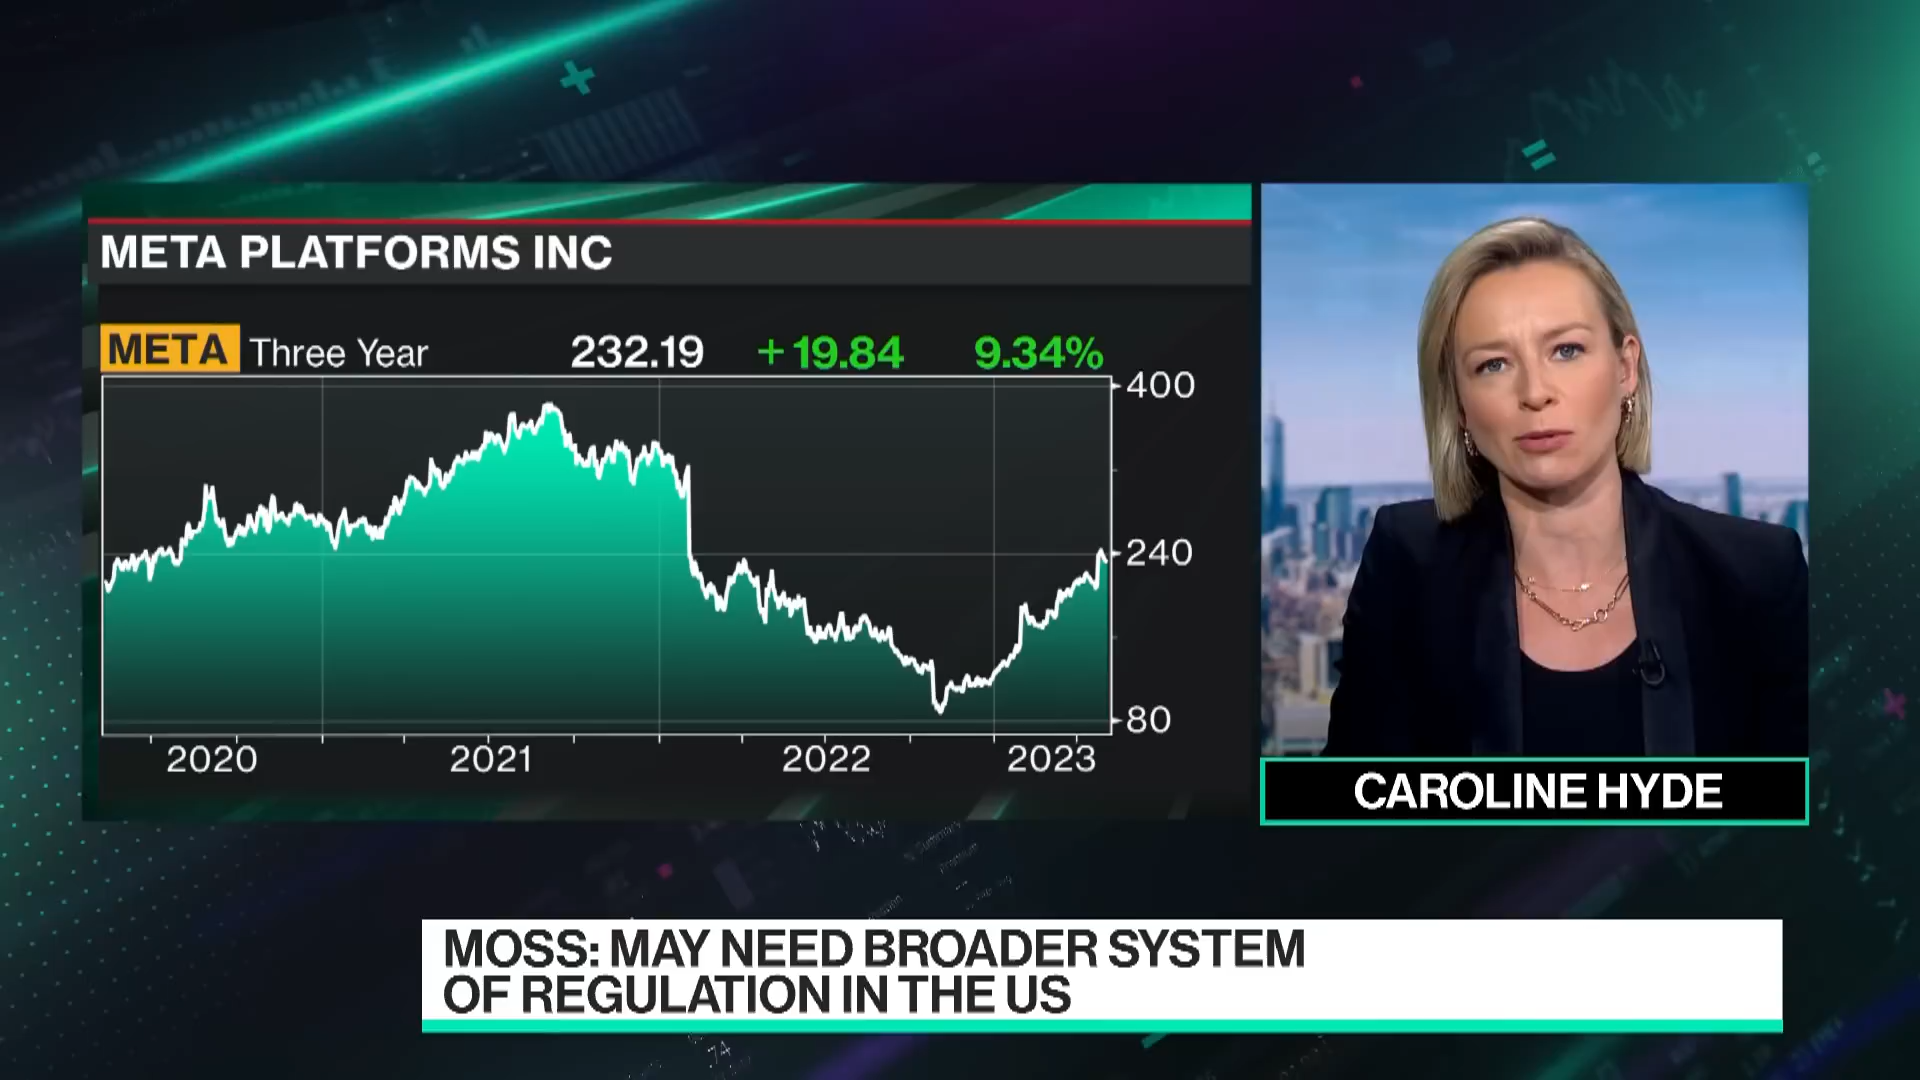 META PLATFORMS INC
META Three Year 232.19 +19.84 9.34%
400
240
80
2020 2021 2022 2023
CAROLINE HYDE
MOSS: MAY NEED BROADER SYSTEM
OF REGULATION IN THE US
74